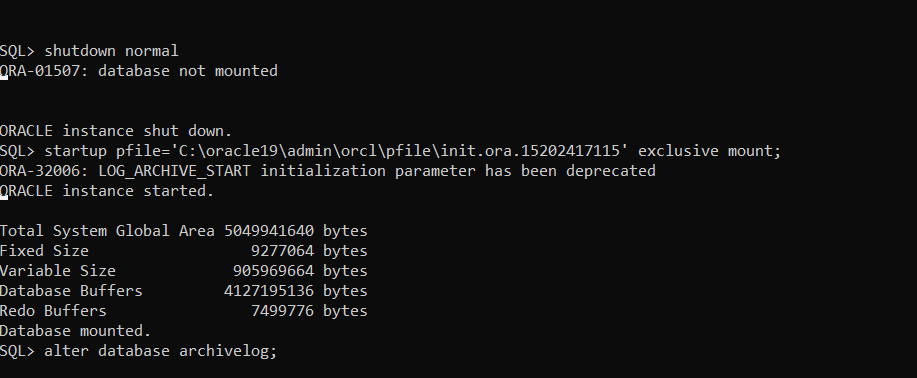 SQL> shutdown normal
ORA-01507: database not mounted
ORACLE instance shut down.
SQL> startup pfile='C:\oracle19\admin\orcl\pfile\init.ora.15202417115' exclusive mount;
ORA-32006: LOG_ARCHIVE_START initialization parameter has been deprecated
ORACLE instance started.
Total System Global Area 5049941640 bytes
Fixed Size                  9277064 bytes
Variable Size             905969664 bytes
Database Buffers         4127195136 bytes
Redo Buffers                7499776 bytes
Database mounted.
SQL> alter database archivelog;